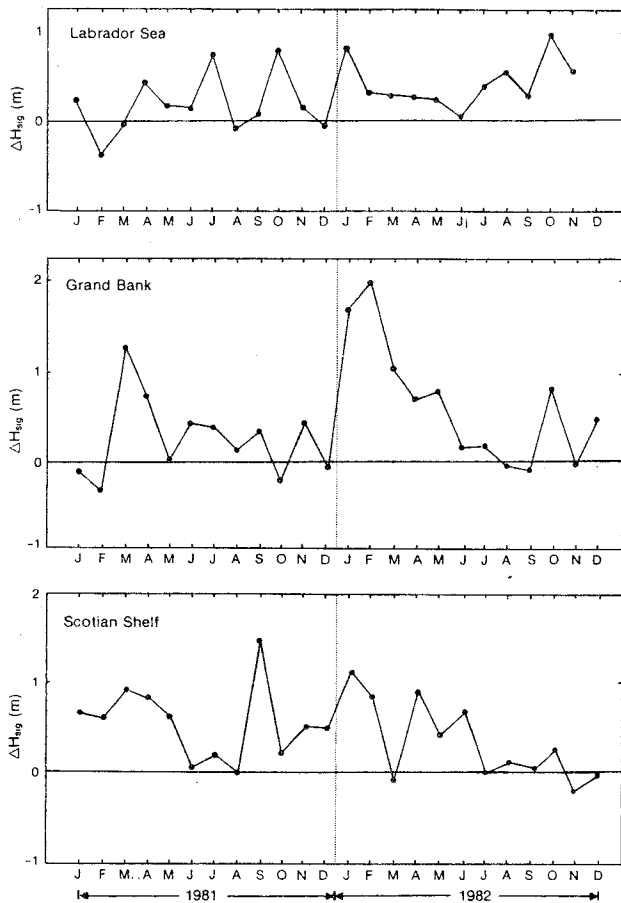 Labrador Sea
1
0
-1
ΔHsig (m)
J F M A M J J A S O N D J F M A M J J A S O N D
Grand Bank
2
1
0
-1
ΔHsig (m)
J F M A M J J A S O N D J F M A M J J A S O N D
Scotian Shelf
2
1
0
-1
ΔHsig (m)
J F M. A M J J A S O N D J F M A M J J A S O N D
1981 1982